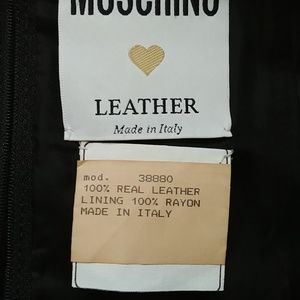 MOSCHINO
LEATHER
Made in Italy
mod. 38880
100% REAL LEATHER
LINING 100% RAYON
MADE IN ITALY